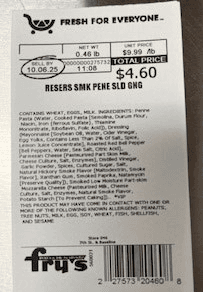 FRESH FOR EVERYONE™
NET WT UNIT PRICE
0.46 lb $9.99 /lb
SELL BY
10.06.25 11:08
$4.60
RESERS SMK PENE SLD GNG
CONTAINS WHEAT, EGGS, MILK. INGREDIENTS: Penne
Pasta (Water, Cooked Pasta [Semolina, Durum Flour,
Niacin, Iron [ferrous Sulfate], Thiamine
Mononitrate, Riboflavin, Folic Acid]), Dressing
(Soybean Oil, Water, Cider Vinegar,
Egg Yolks, Contains Less Than 2% of Salt, Spice,
Lemon Juice Concentrate), Roasted Red Bell Pepper
(Bell Peppers, Water, Sea Salt, Citric Acid),
Parmesan Cheese [Pasteurized Part Skim Milk,
Cheese Culture, Salt, Enzymes], Distilled Vinegar,
Garlic Powder, Spices, Cultured Sugar, Salt,
Natural Hickory Smoke Flavor [Maltodextrin, Smoke
Flavor], Xanthan Gum, Smoked Paprika,
Smoked Low Moisture Part-skim
Mozzarella Cheese [Pasteurized Milk, Cheese
Culture, Salt, Enzymes, Natural Smoke Flavor],
Potato Starch [To Prevent Caking]).
THIS PRODUCT MAY HAVE COME IN CONTACT WITH ONE OR
MORE OF THE FOLLOWING KNOWN ALLERGENS: PEANUTS,
TREE NUTS, MILK, EGG, SOY, WHEAT, FISH, SHELLFISH,
AND SESAME
fry's
2 27573 20460 8